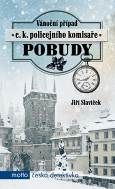 Vánoční případ
c. k. policejního komisaře
POBUDY
Jiří Slavíček
motto
česká detektivka